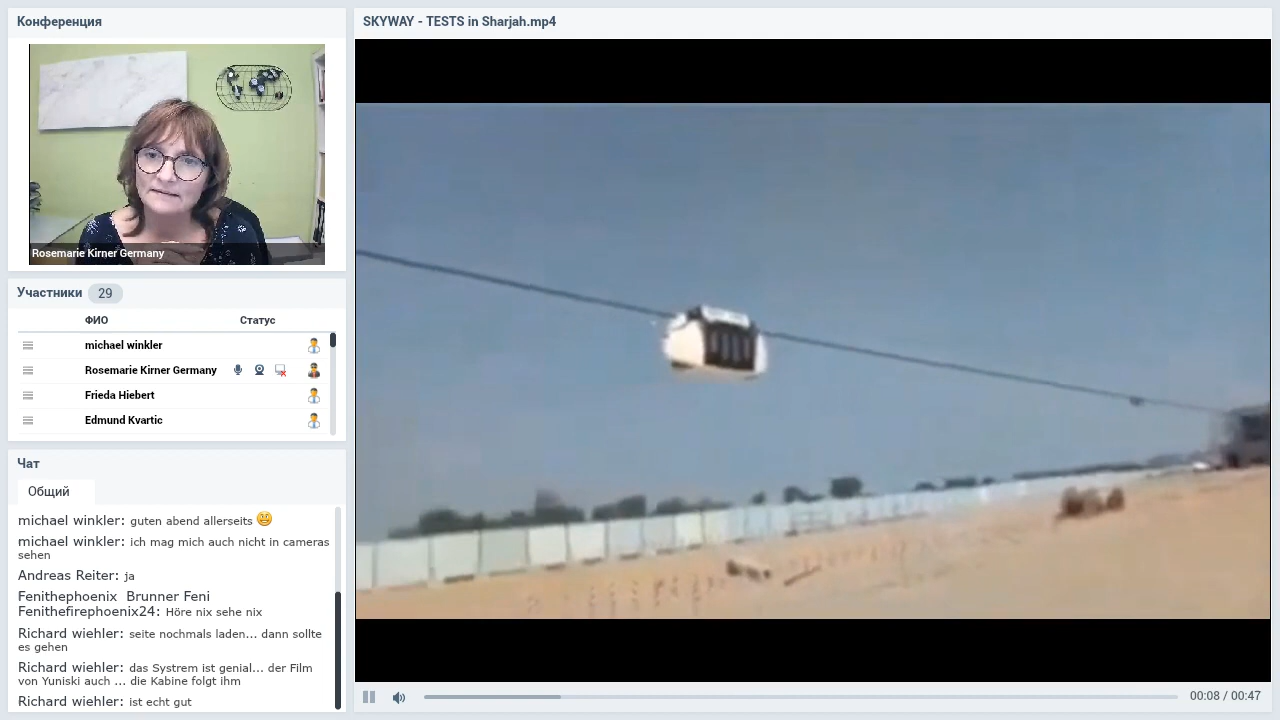 Конференция
Rosemarie Kirner Germany
Участники 29
ФИО Статус
michael winkler
Rosemarie Kirner Germany
Frieda Hiebert
Edmund Kvartic
Чат
Общий
michael winkler: guten abend allerseits
michael winkler: ich mag mich auch nicht in cameras
sehen
Andreas Reiter: ja
Fenithephoenix Brunner Feni
Fenithefirephoenix24: Höre nix sehe nix
Richard wiehler: seite nochmals laden... dann sollte
es gehen
Richard wiehler: das Systrem ist genial... der Film
von Yuniski auch ... die Kabine folgt ihm
Richard wiehler: ist echt gut
SKYWAY - TESTS in Sharjah.mp4
00:08 / 00:47